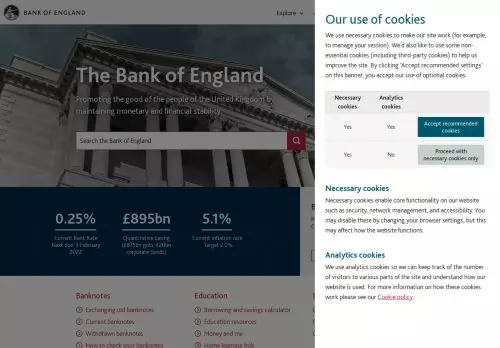 BANK OF ENGLAND
Explore
The Bank of England
Promoting the good of the people of the United Kingdom by
maintaining monetary and financial stability.
Search the Bank of England
0.25%
Current Bank Rate
Next due: 3 February
2022
£895bn
Quantitative Easing
(£875bn gilts, £20bn
corporate bonds)
5.1%
Current inflation rate
Target 2.0%
Banknotes
Exchanging old banknotes
Current banknotes
Withdrawn banknotes
How to check your banknotes
Education
Borrowing and savings calculator
Education resources
Money and me
Home learning hub
Our use of cookies
We use necessary cookies to make our site work (for example,
to manage your session). We'd also like to use some non-
essential cookies (including third-party cookies) to help us
improve the site. By clicking 'Accept recommended settings'
on this banner, you accept our use of optional cookies.
Necessary
cookies
Analytics
cookies
Yes
Yes
Accept recommended
cookies
Yes
No
Proceed with
necessary cookies only
Necessary cookies
Necessary cookies enable core functionality on our website
such as security, network management, and accessibility. You
may disable these by changing your browser settings, but this
may affect how the website functions.
Analytics cookies
We use analytics cookies so we can keep track of the number
of visitors to various parts of the site and understand how our
website is used. For more information on how these cookies
work please see our Cookie policy.